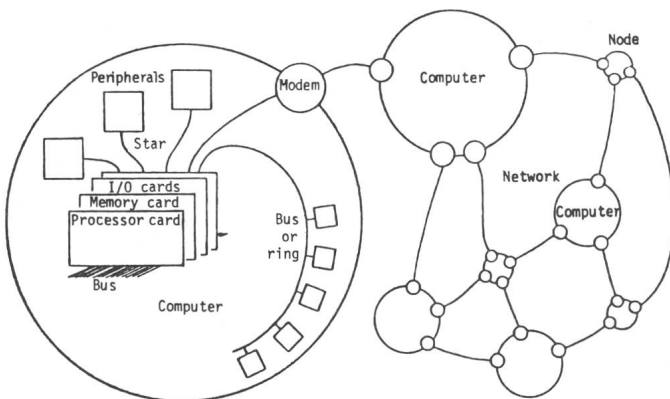 Peripherals
Star
I/O cards
Memory card
Processor card
Bus
Computer
Bus
or
ring
Modem
Computer
Node
Network
Computer